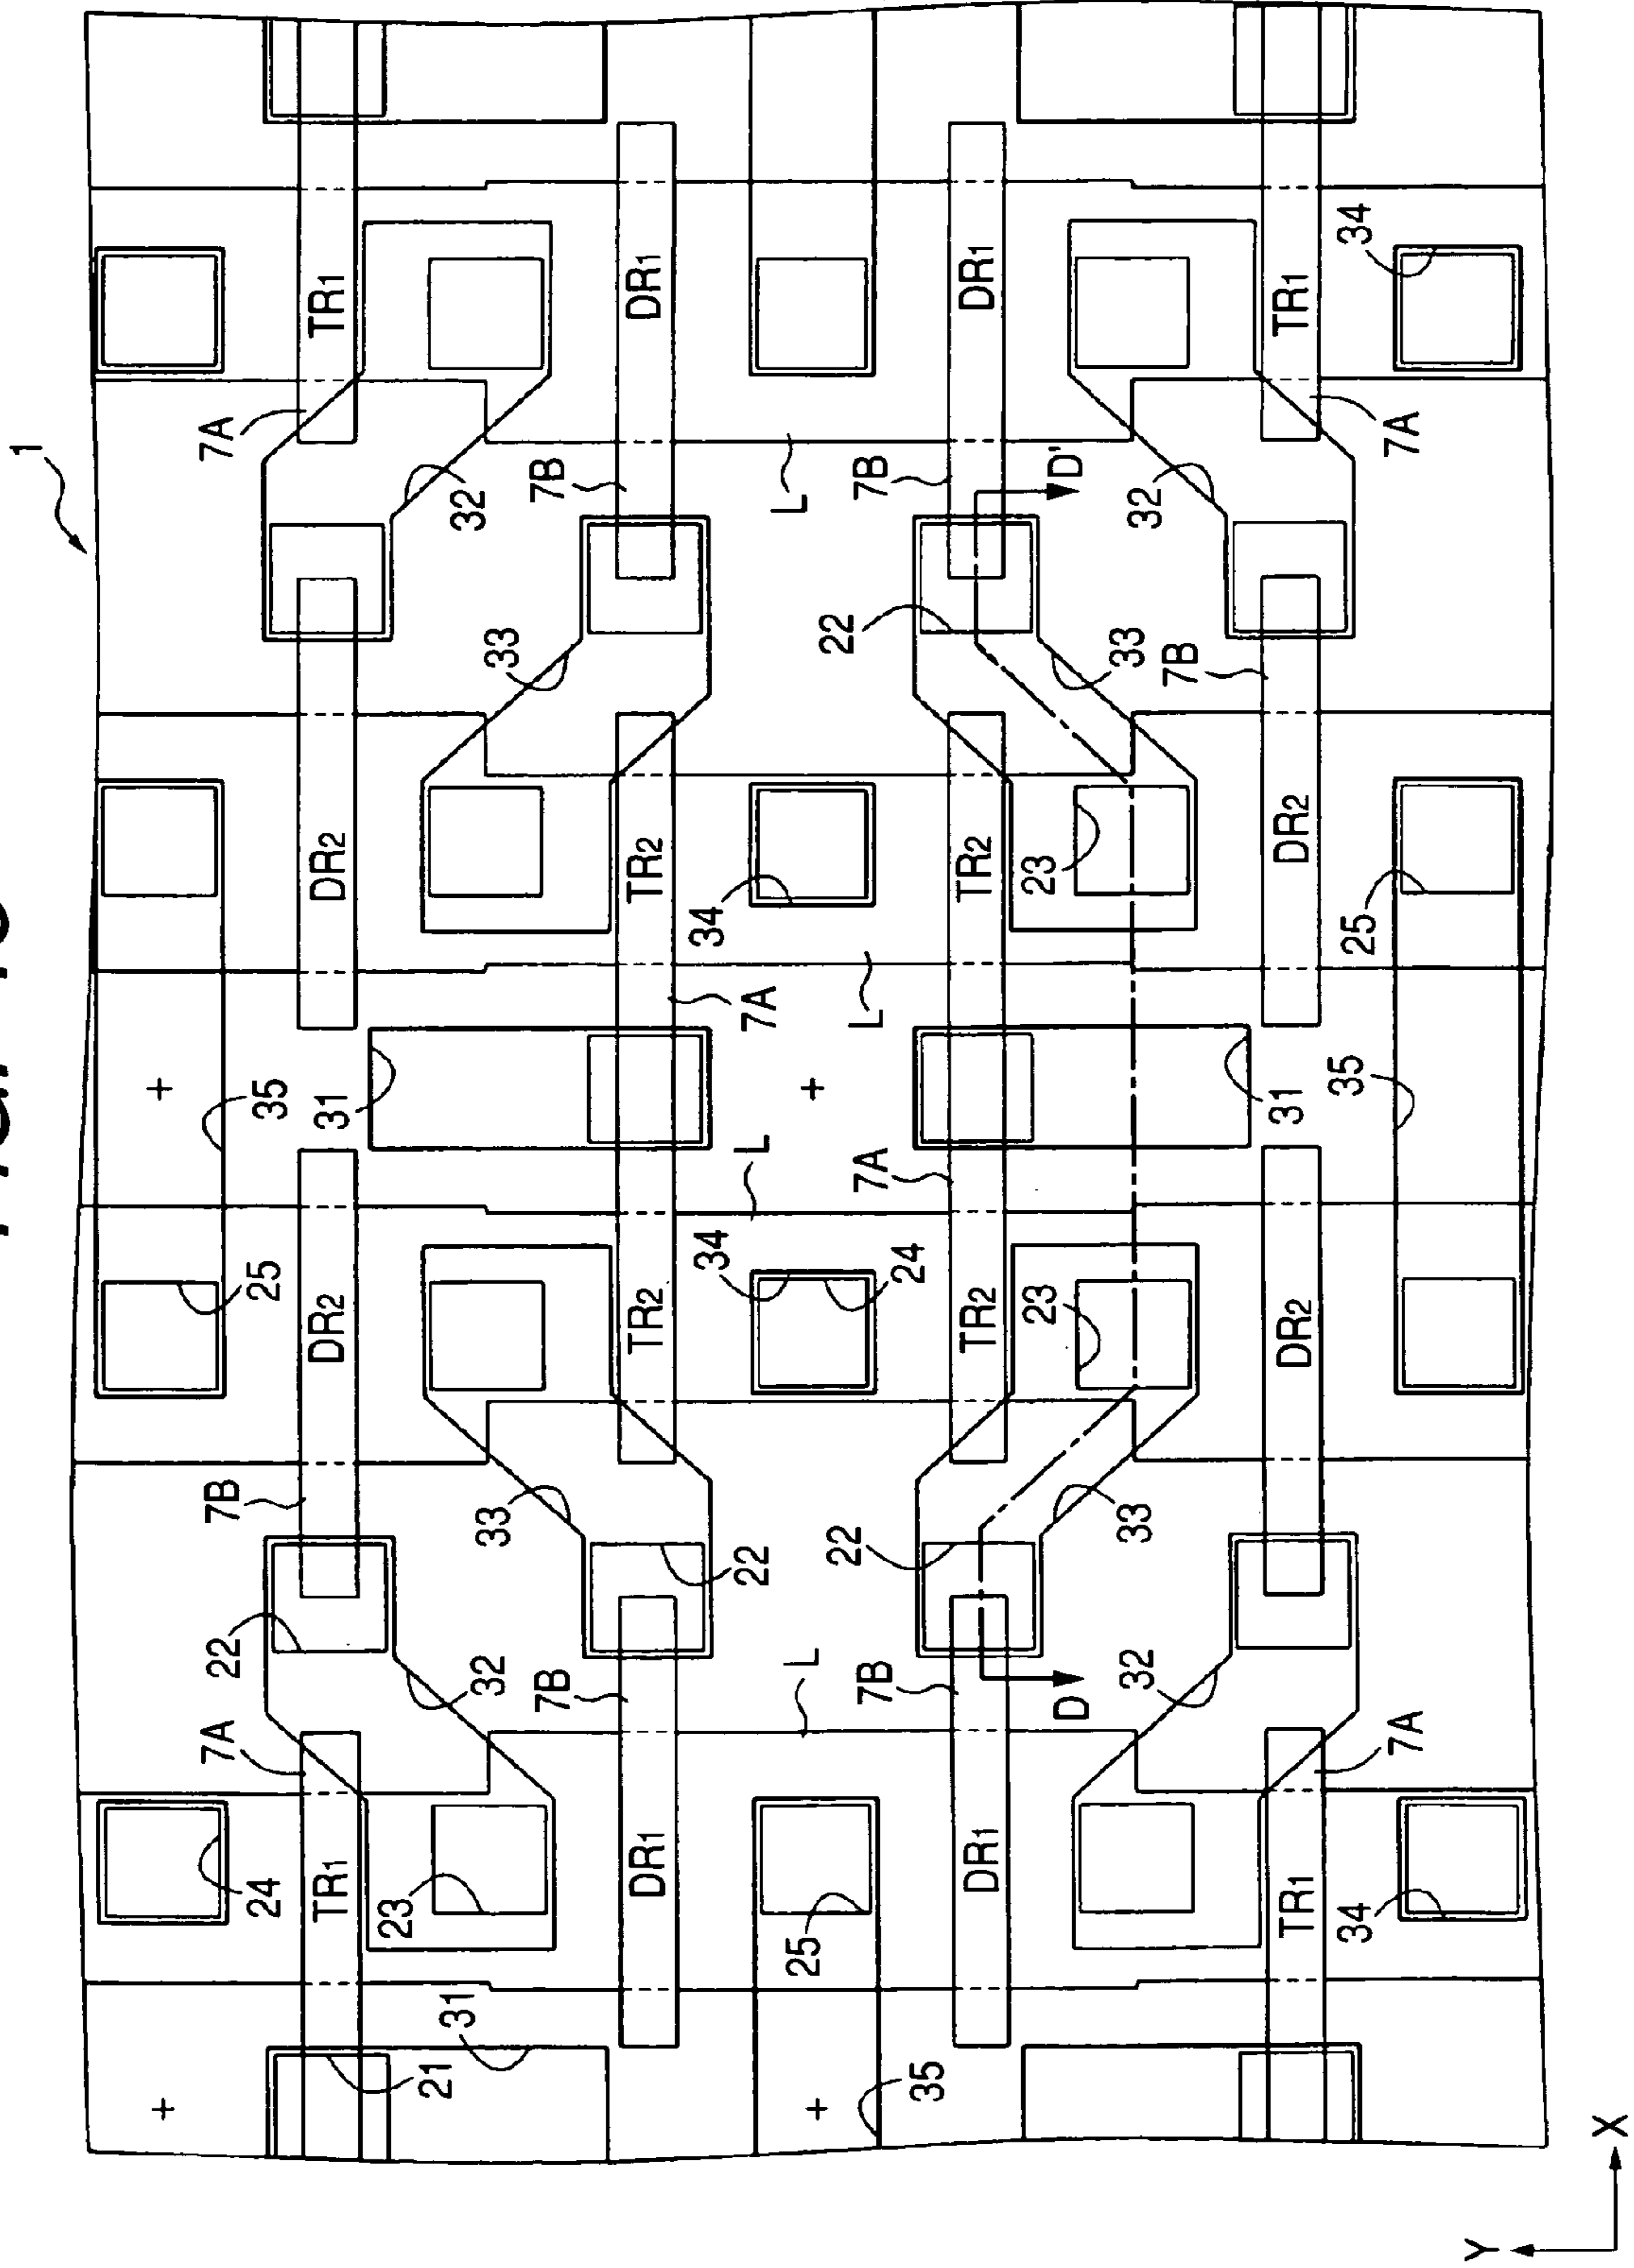 1
7A 22 7B 7A
24 25 35
TR1 DR2 31 DR2 TR1
23
21 31 32 33 33 32
7B 7B
DR1 TR2 TR2 DR1
34 34
22 L 7A
25 L L
22 L 22
7B 7A 7B
35 24
DR1 TR2 TR2 DR1
23 23
D D'
32 33 33 32
7B
TR1 DR2 31 DR2 TR1
34 35 25 34
7A 7A
Y
X